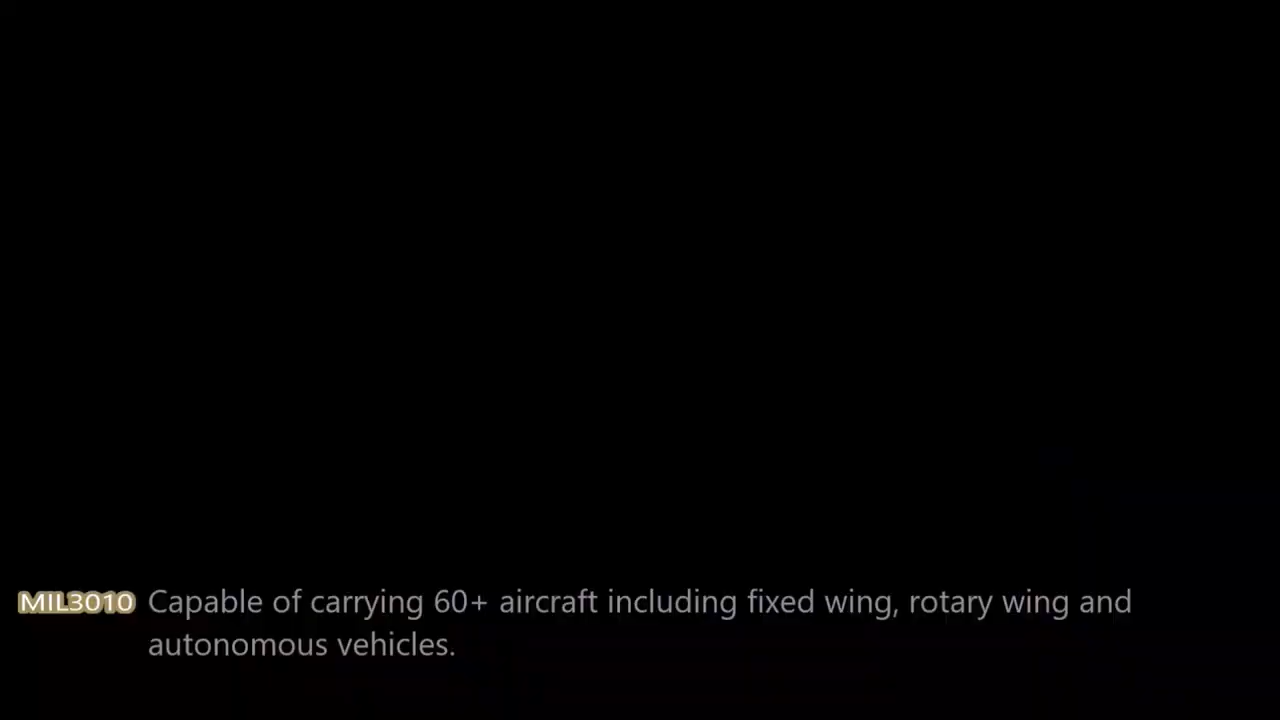 MIL3010 Capable of carrying 60+ aircraft including fixed wing, rotary wing and
autonomous vehicles.